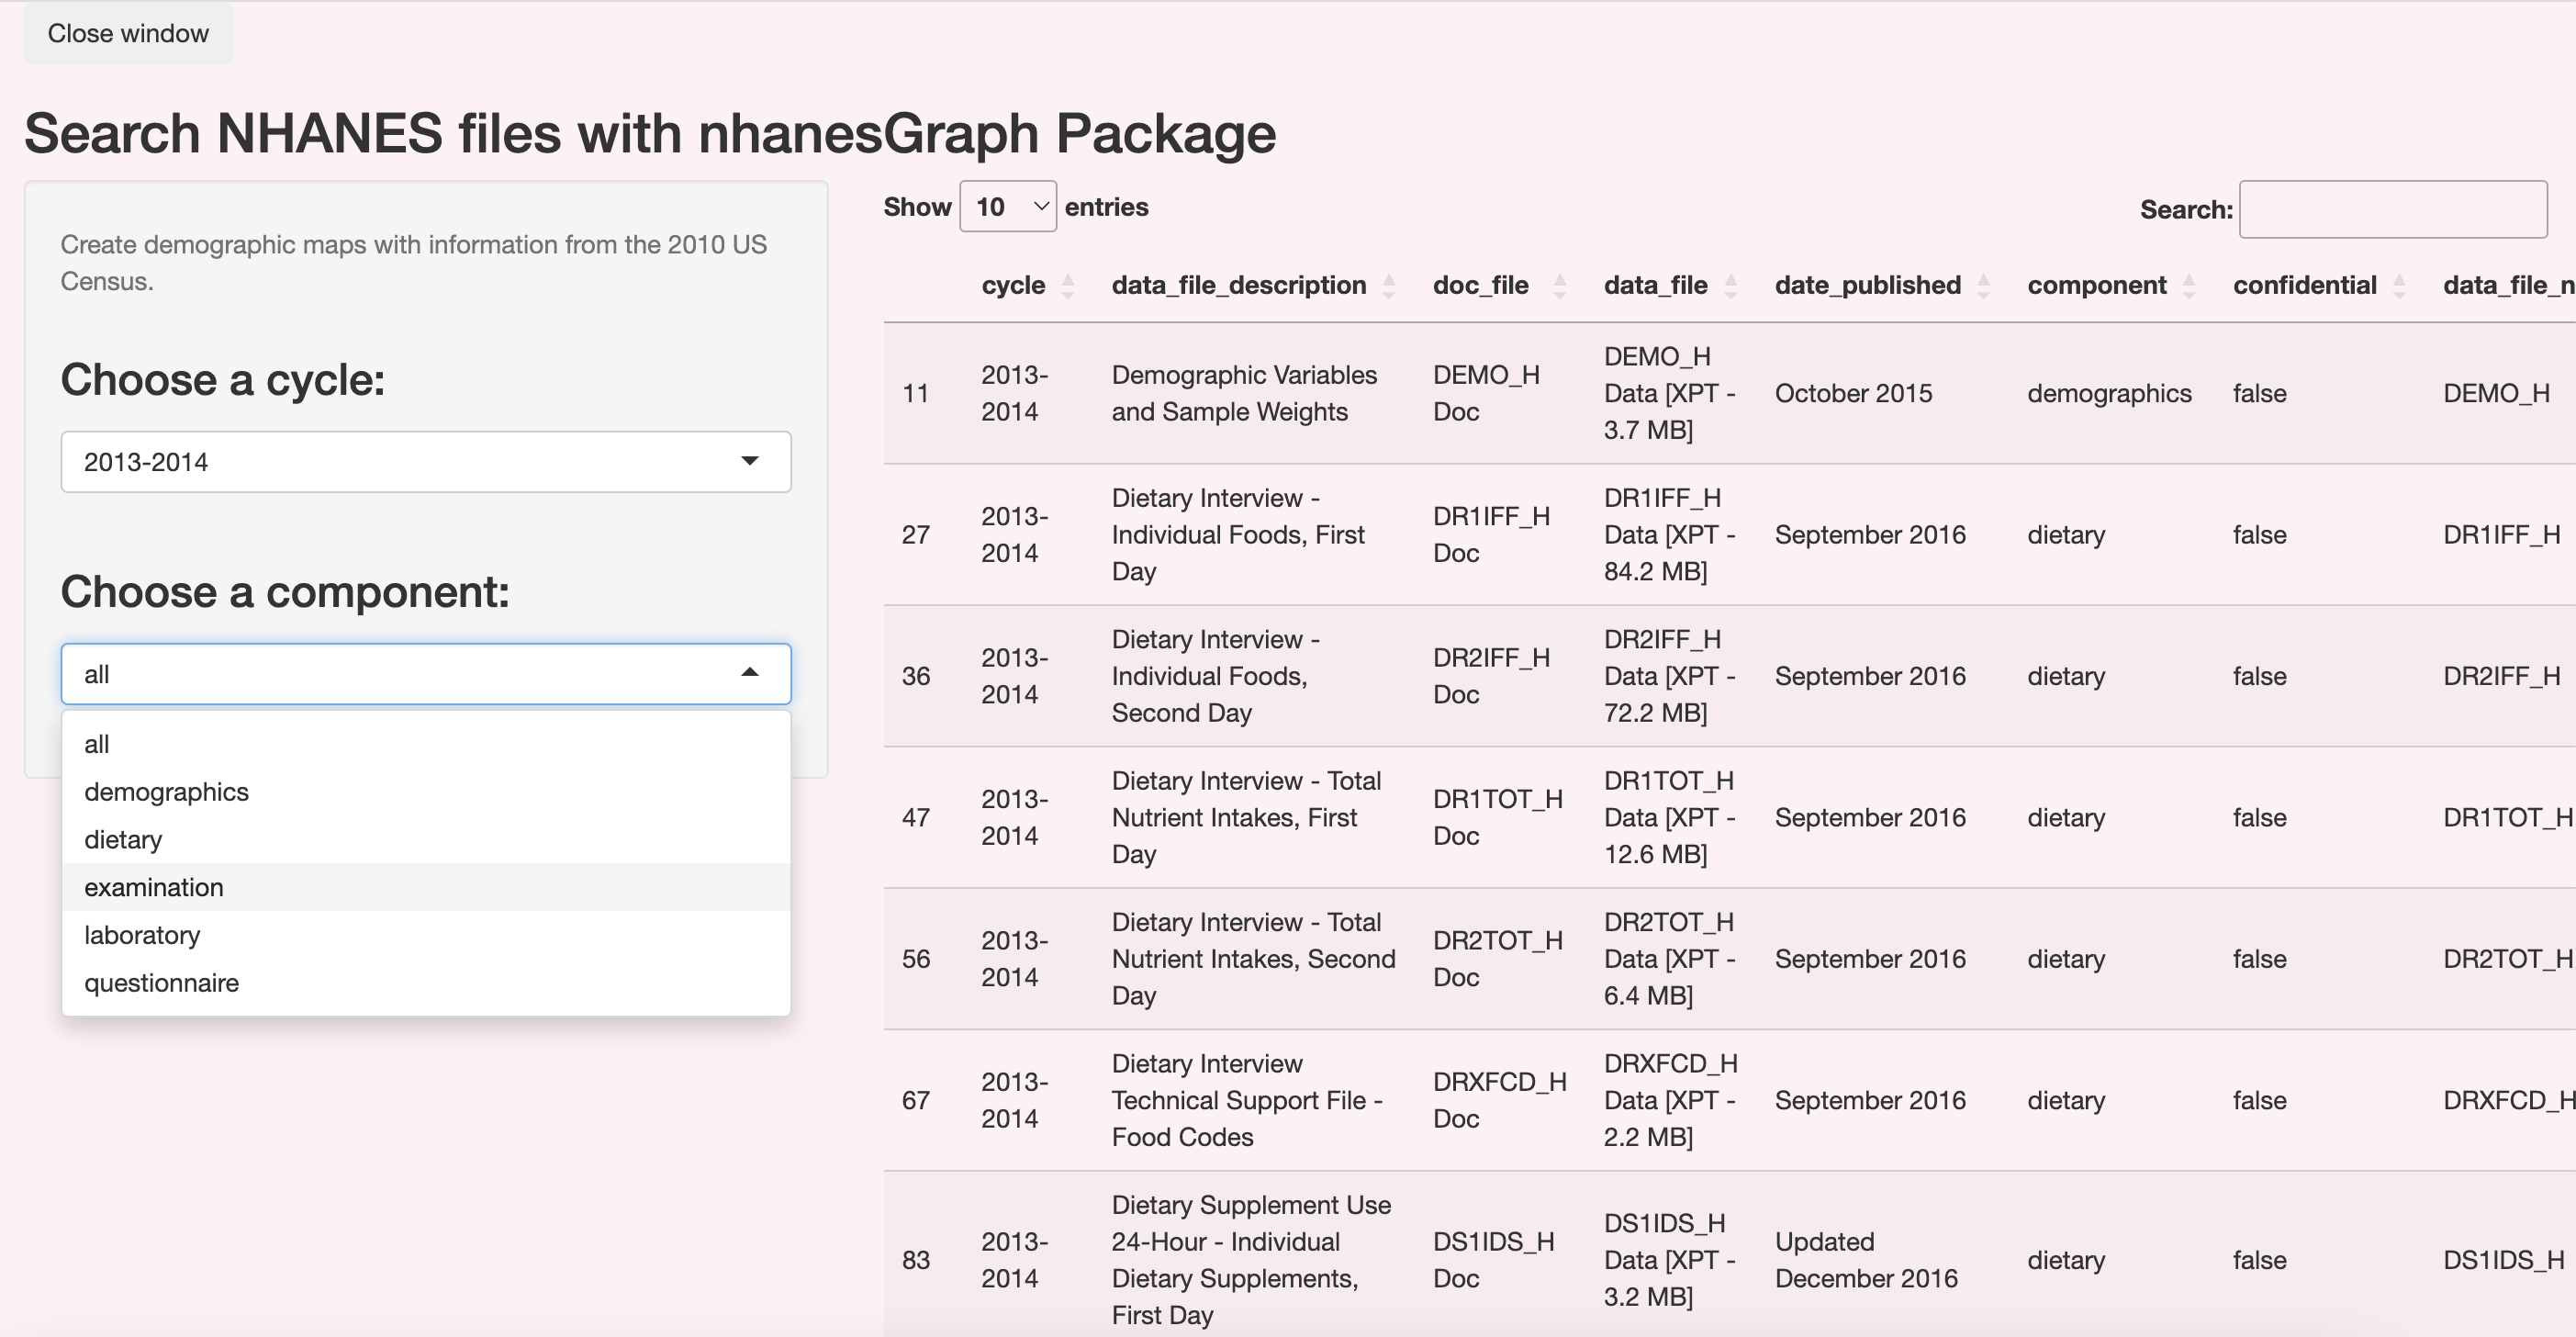 Close window
Search NHANES files with nhanesGraph Package
Create demographic maps with information from the 2010 US
Census.
Choose a cycle:
2013-2014
Choose a component:
all
all
demographics
dietary
examination
laboratory
questionnaire
Show 10 entries
Search:
cycle data_file_description doc_file data_file date_published component confidential data_file_n
11
2013-
2014
Demographic Variables
and Sample Weights
DEMO_H
Doc
DEMO_H
Data [XPT -
3.7 MB]
October 2015
demographics
false
DEMO_H
27
2013-
2014
Dietary Interview -
Individual Foods, First
Day
DR1IFF_H
Doc
DR1IFF_H
Data [XPT -
84.2 MB]
September 2016
dietary
false
DR1IFF_H
36
2013-
2014
Dietary Interview -
Individual Foods,
Second Day
DR2IFF_H
Doc
DR2IFF_H
Data [XPT -
72.2 MB]
September 2016
dietary
false
DR2IFF_H
47
2013-
2014
Dietary Interview - Total
Nutrient Intakes, First
Day
DR1TOT_H
Doc
DR1TOT_H
Data [XPT -
12.6 MB]
September 2016
dietary
false
DR1TOT_H
56
2013-
2014
Dietary Interview - Total
Nutrient Intakes, Second
Day
DR2TOT_H
Doc
DR2TOT_H
Data [XPT -
6.4 MB]
September 2016
dietary
false
DR2TOT_H
67
2013-
2014
Dietary Interview
Technical Support File -
Food Codes
DRXFCD_H
Doc
DRXFCD_H
Data [XPT -
2.2 MB]
September 2016
dietary
false
DRXFCD_H
83
2013-
2014
Dietary Supplement Use
24-Hour - Individual
Dietary Supplements,
First Day
DS1IDS_H
Doc
DS1IDS_H
Data [XPT -
3.2 MB]
Updated
December 2016
dietary
false
DS1IDS_H